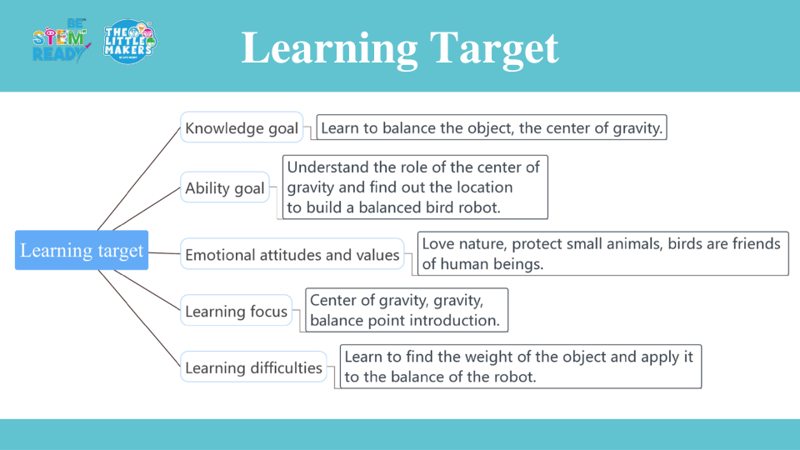 BE
STEM
READY
THE
LITTLE
MAKERS
Learning Target
Learning target
Knowledge goal
Learn to balance the object, the center of gravity.
Ability goal
Understand the role of the center of
gravity and find out the location
to build a balanced bird robot.
Emotional attitudes and values
Love nature, protect small animals, birds are friends
of human beings.
Learning focus
Center of gravity, gravity,
balance point introduction.
Learning difficulties
Learn to find the weight of the object and apply it
to the balance of the robot.